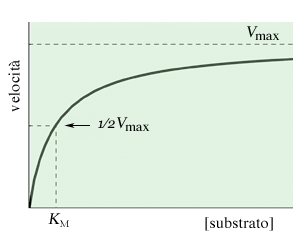 Vmax
velocità
1/2Vmax
KM
[substrato]